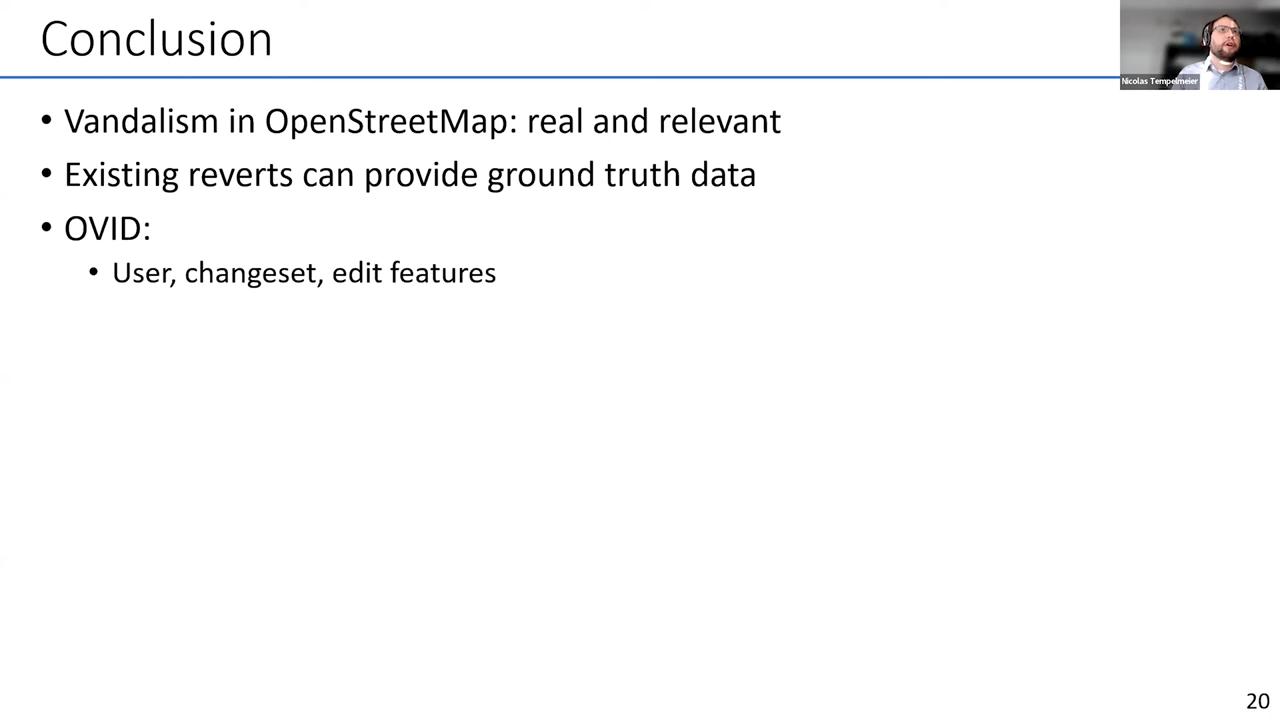 Conclusion
Nicolas Tempelmeier
• Vandalism in OpenStreetMap: real and relevant
• Existing reverts can provide ground truth data
• OVID:
• User, changeset, edit features
20